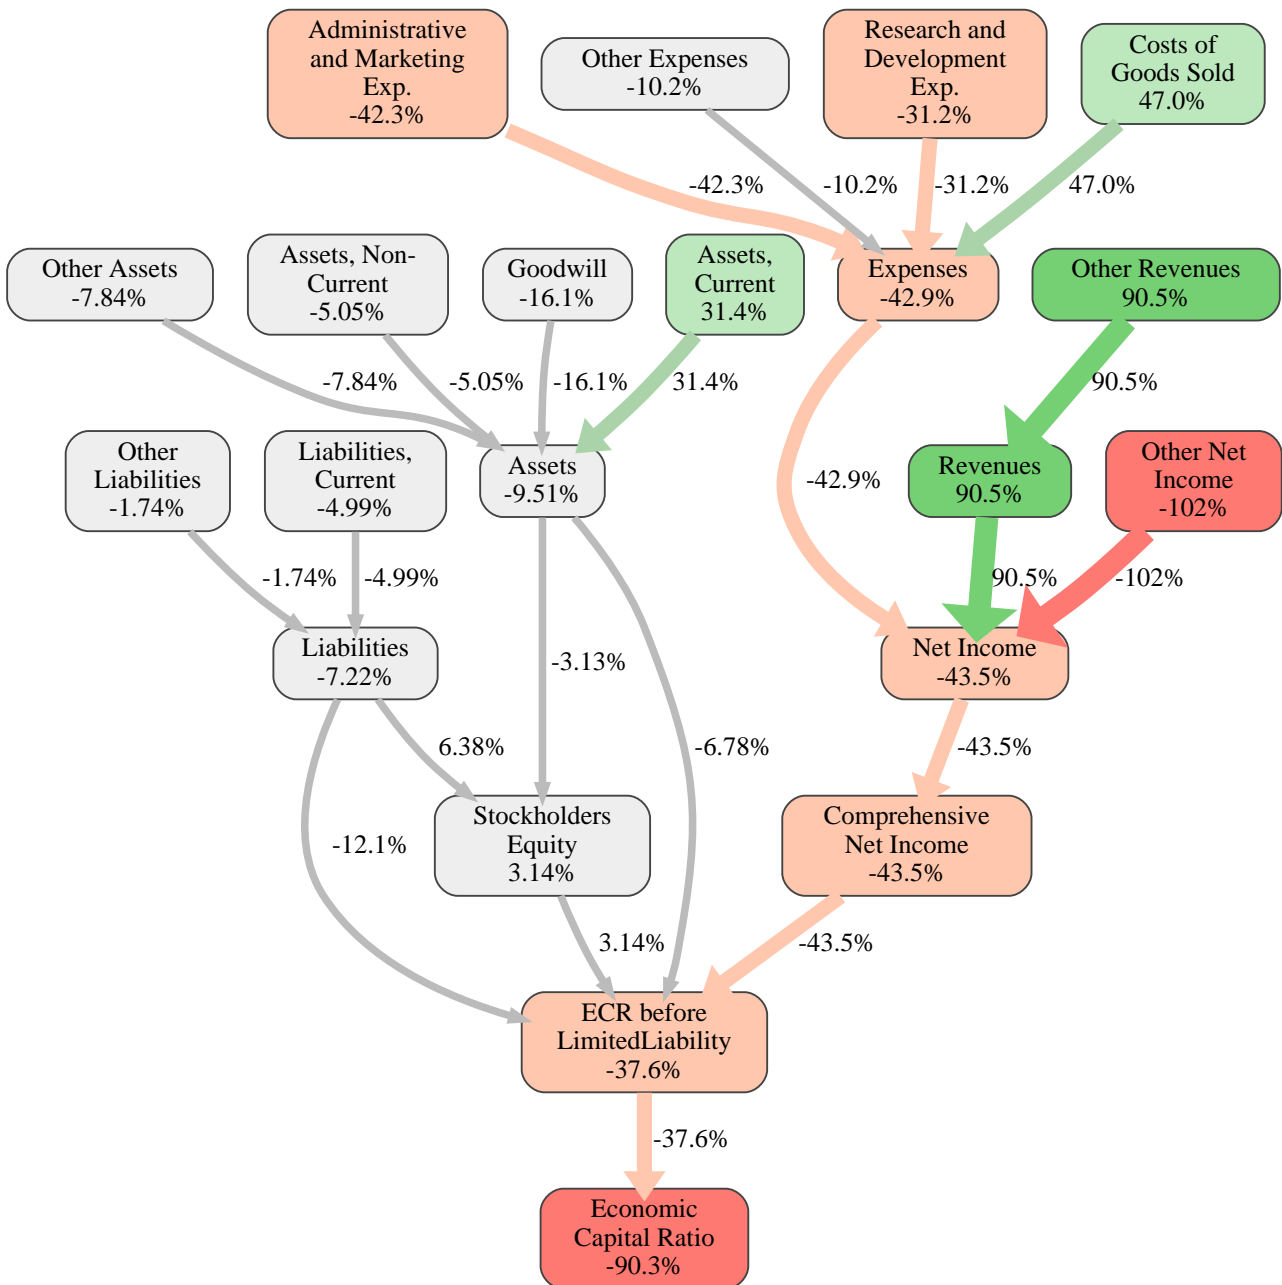 Administrative
and Marketing
Exp.
-42.3%
Other Expenses
-10.2%
Research and
Development
Exp.
-31.2%
Costs of
Goods Sold
47.0%
-42.3%
-10.2%
-31.2%
47.0%
Other Assets
-7.84%
Assets, Non-
Current
-5.05%
Goodwill
-16.1%
Assets,
Current
31.4%
Expenses
-42.9%
Other Revenues
90.5%
-7.84%
-5.05%
-16.1%
31.4%
90.5%
Other
Liabilities
-1.74%
Liabilities,
Current
-4.99%
Assets
-9.51%
-42.9%
Revenues
90.5%
Other Net
Income
-102%
-1.74%
-4.99%
90.5%
-102%
Liabilities
-7.22%
-3.13%
Net Income
-43.5%
6.38%
-6.78%
-43.5%
-12.1%
Stockholders
Equity
3.14%
Comprehensive
Net Income
-43.5%
3.14%
-43.5%
ECR before
LimitedLiability
-37.6%
-37.6%
Economic
Capital Ratio
-90.3%